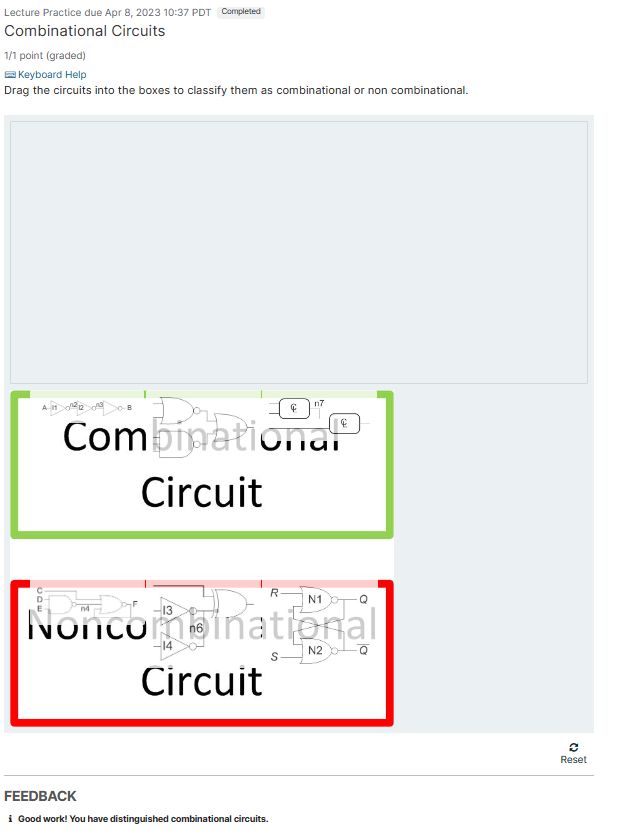 Lecture Practice due Apr 8, 2023 10:37 PDT Completed
Combinational Circuits
1/1 point (graded)
Keyboard Help
Drag the circuits into the boxes to classify them as combinational or non combinational.
A I1 n2 I2 n3 B
n7
Combinational
Circuit
C
D
E
n4
F
I3
n6
I4
R N1 Q
S N2 Q
Noncombinational
Circuit
Reset
FEEDBACK
Good work! You have distinguished combinational circuits.